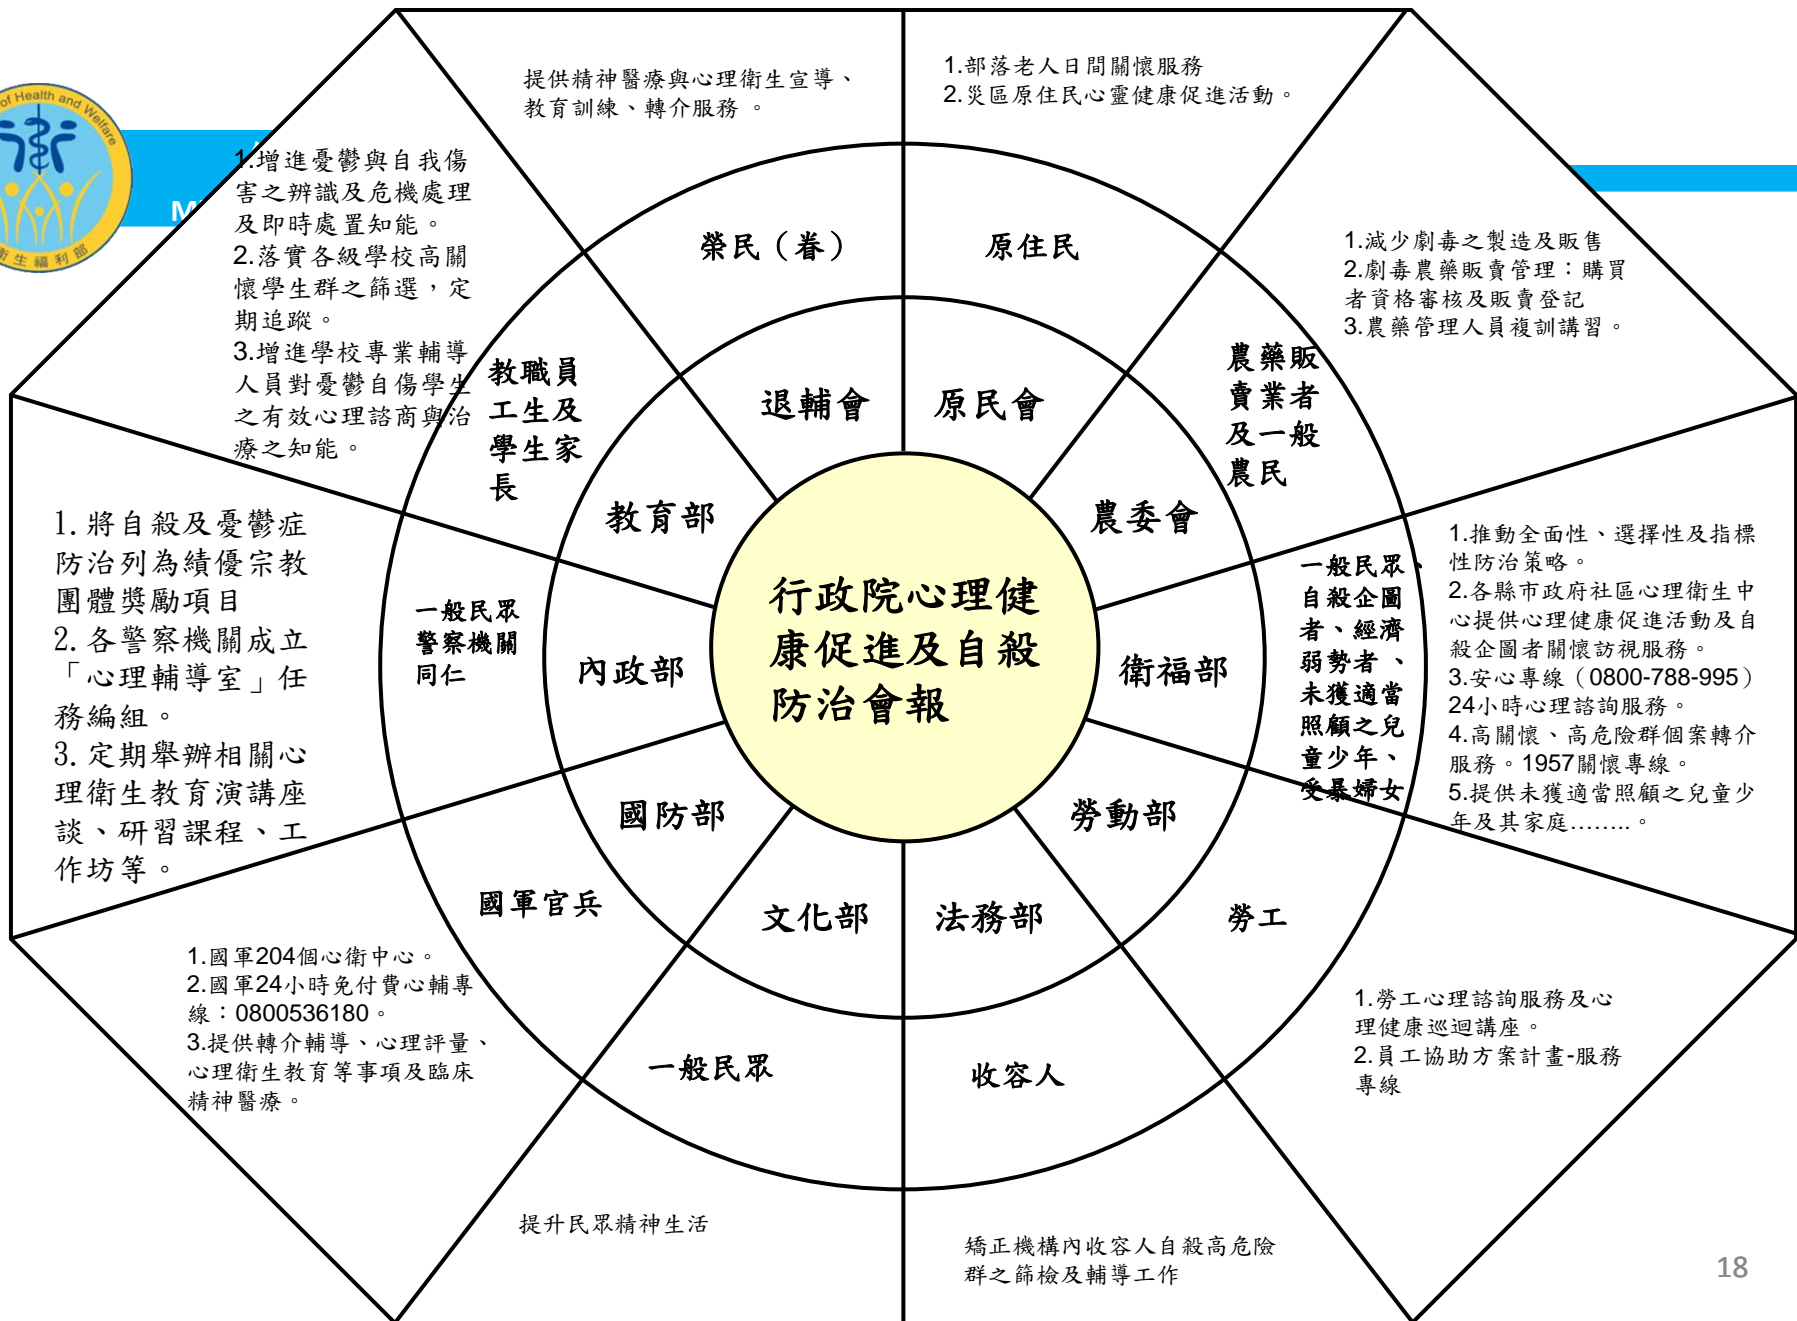 of Health and Welfare
衛生福利部
提供精神醫療與心理衛生宣導、
教育訓練、轉介服務 。
1.部落老人日間關懷服務
2.災區原住民心靈健康促進活動。
1.增進憂鬱與自我傷
害之辨識及危機處理
及即時處置知能。
2.落實各級學校高關
懷學生群之篩選，定
期追蹤。
3.增進學校專業輔導
人員對憂鬱自傷學生
之有效心理諮商與治
療之知能。
1.減少劇毒之製造及販售
2.劇毒農藥販賣管理：購買
者資格審核及販賣登記
3.農藥管理人員複訓講習。
榮民（眷）
原住民
教職員
工生及
學生家
長
農藥販
賣業者
及一般
農民
退輔會
原民會
教育部
農委會
1. 將自殺及憂鬱症
防治列為績優宗教
團體獎勵項目
2. 各警察機關成立
「心理輔導室」任
務編組。
3. 定期舉辦相關心
理衛生教育演講座
談、研習課程、工
作坊等。
一般民眾
警察機關
同仁
內政部
行政院心理健
康促進及自殺
防治會報
衛福部
一般民眾、
自殺企圖
者、經濟
弱勢者、
未獲適當
照顧之兒
童少年、
受暴婦女
1.推動全面性、選擇性及指標
性防治策略。
2.各縣市政府社區心理衛生中
心提供心理健康促進活動及自
殺企圖者關懷訪視服務。
3.安心專線（0800-788-995）
24小時心理諮詢服務。
4.高關懷、高危險群個案轉介
服務。1957關懷專線。
5.提供未獲適當照顧之兒童少
年及其家庭……..。
國防部
勞動部
國軍官兵
文化部
法務部
勞工
1.國軍204個心衛中心。
2.國軍24小時免付費心輔專
線：0800536180。
3.提供轉介輔導、心理評量、
心理衛生教育等事項及臨床
精神醫療。
1.勞工心理諮詢服務及心
理健康巡迴講座。
2.員工協助方案計畫-服務
專線
一般民眾
收容人
提升民眾精神生活
矯正機構內收容人自殺高危險
群之篩檢及輔導工作
18